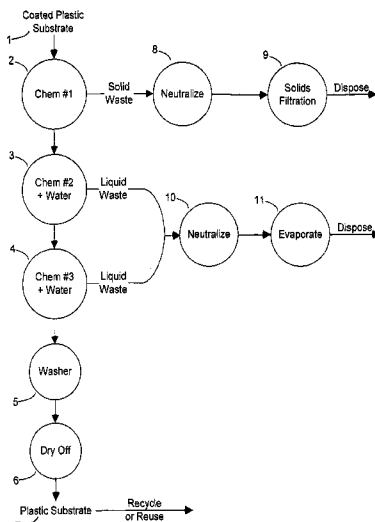 Coated Plastic
Substrate
1
2
Chem #1
Solid
Waste
8
Neutralize
9
Solids
Filtration
Dispose
3
Chem #2
+ Water
Liquid
Waste
4
Chem #3
+ Water
Liquid
Waste
10
Neutralize
11
Evaporate
Dispose
Washer
5
Dry Off
6
Plastic Substrate
Recycle
or Reuse